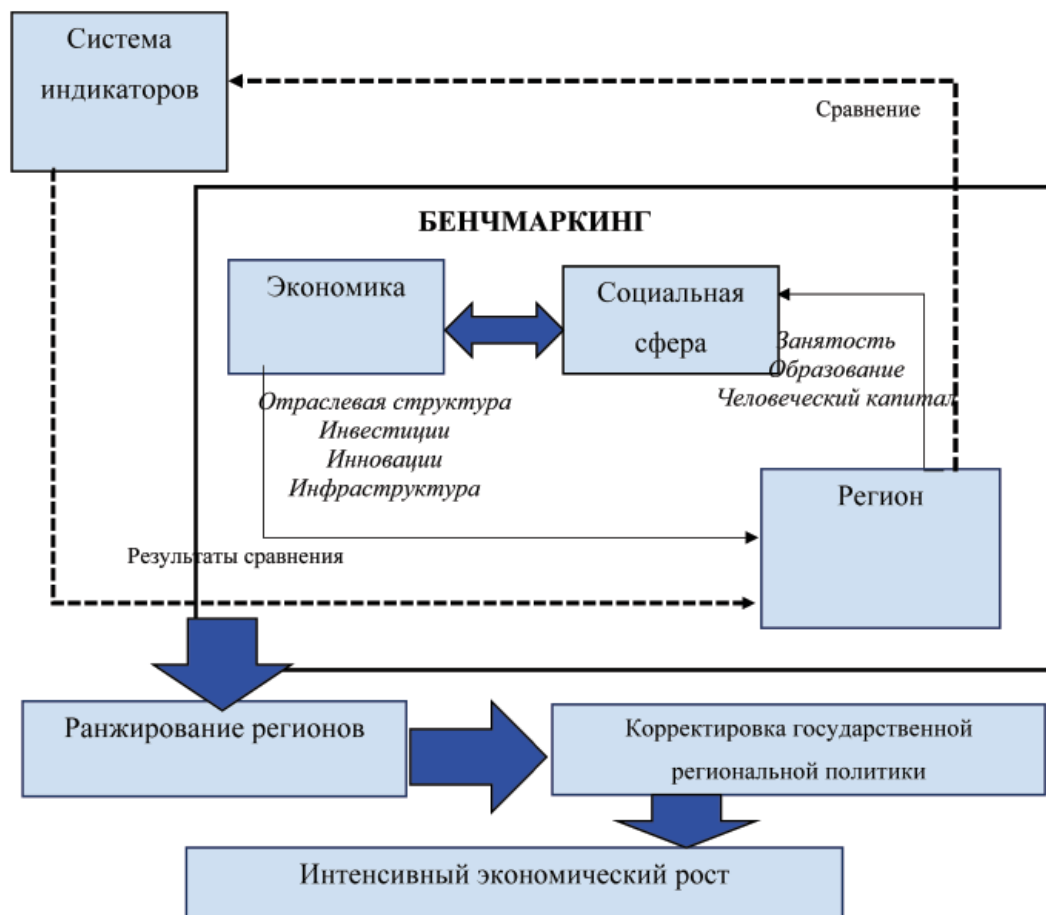 Система
индикаторов
Сравнение
БЕНЧМАРКИНГ
Экономика
Социальная
сфера
Занятость
Образование
Человеческий капитал
Отраслевая структура
Инвестиции
Инновации
Инфраструктура
Регион
Результаты сравнения
Ранжирование регионов
Корректировка государственной
региональной политики
Интенсивный экономический рост